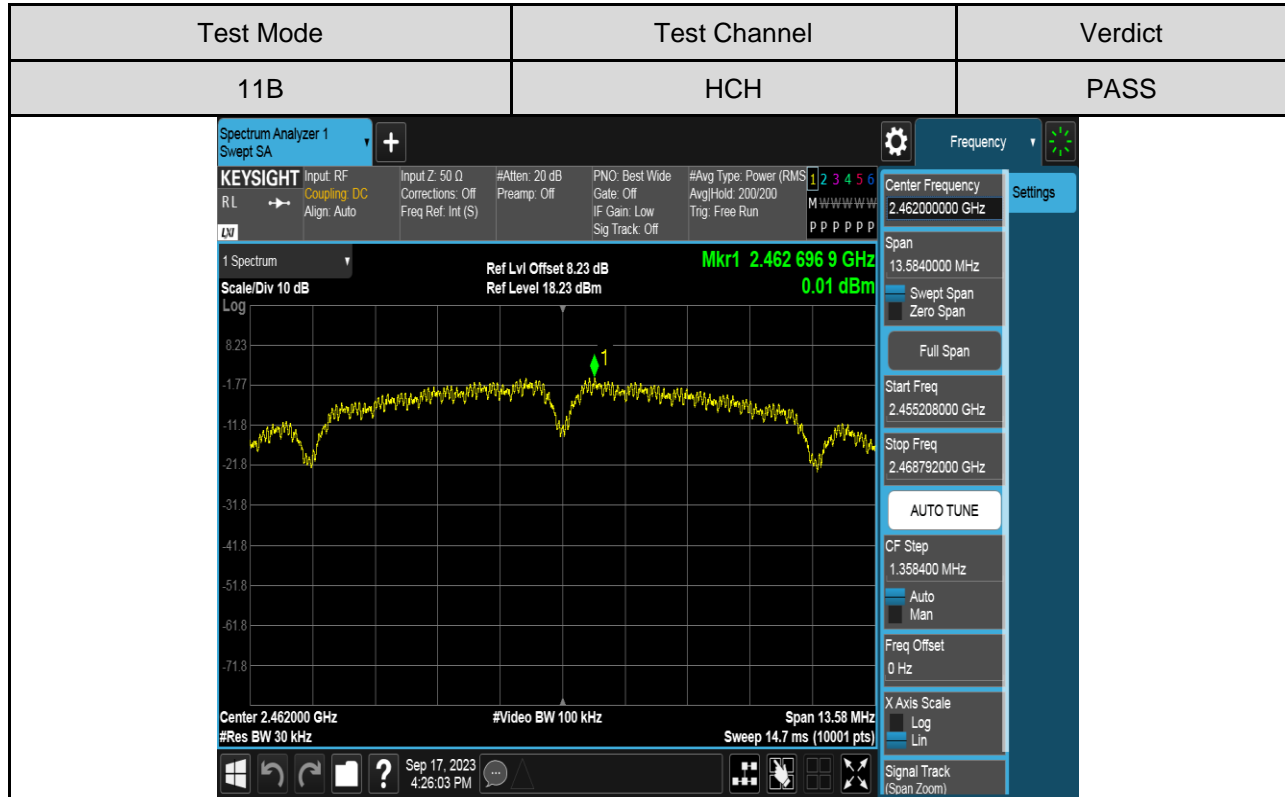 Test Mode Test Channel Verdict
11B HCH PASS
Spectrum Analyzer 1
Swept SA
+
Frequency
KEYSIGHT
RL
LXI
Input: RF
Coupling: DC
Align: Auto
Input Z: 50 Ω
Corrections: Off
Freq Ref: Int (S)
#Atten: 20 dB
Preamp: Off
PNO: Best Wide
Gate: Off
IF Gain: Low
Sig Track: Off
#Avg Type: Power (RMS
Avg|Hold: 200/200
Trig: Free Run
1 2 3 4 5 6
M W W W W W
P P P P P P
1 Spectrum
Scale/Div 10 dB
Log
Ref Lvl Offset 8.23 dB
Ref Level 18.23 dBm
Mkr1 2.462 696 9 GHz
0.01 dBm
1
8.23
-1.77
-11.8
-21.8
-31.8
-41.8
-51.8
-61.8
-71.8
Center 2.462000 GHz
#Res BW 30 kHz
#Video BW 100 kHz
Span 13.58 MHz
Sweep 14.7 ms (10001 pts)
?
Sep 17, 2023
4:26:03 PM
Center Frequency
2.462000000 GHz
Settings
Span
13.5840000 MHz
Swept Span
Zero Span
Full Span
Start Freq
2.455208000 GHz
Stop Freq
2.468792000 GHz
AUTO TUNE
CF Step
1.358400 MHz
Auto
Man
Freq Offset
0 Hz
X Axis Scale
Log
Lin
Signal Track
(Span Zoom)